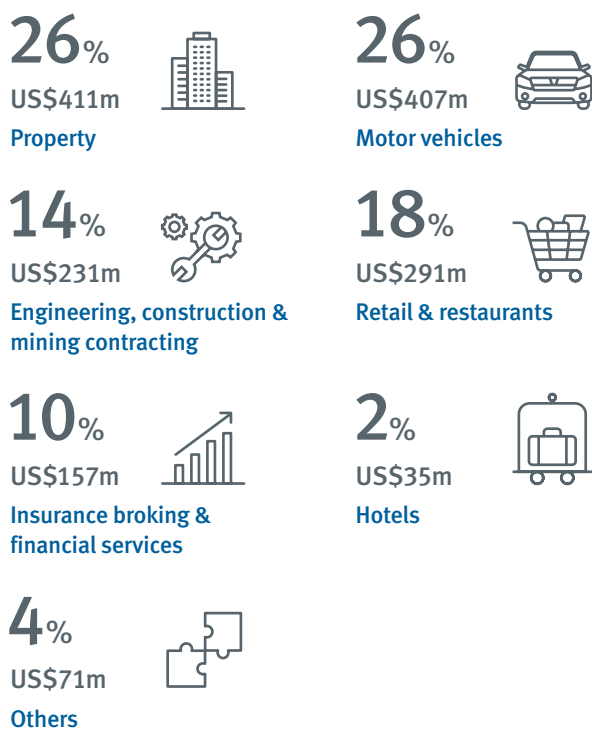 26%
US$411m
Property
26%
US$407m
Motor vehicles
14%
US$231m
Engineering, construction &
mining contracting
18%
US$291m
Retail & restaurants
10%
US$157m
Insurance broking &
financial services
2%
US$35m
Hotels
4%
US$71m
Others